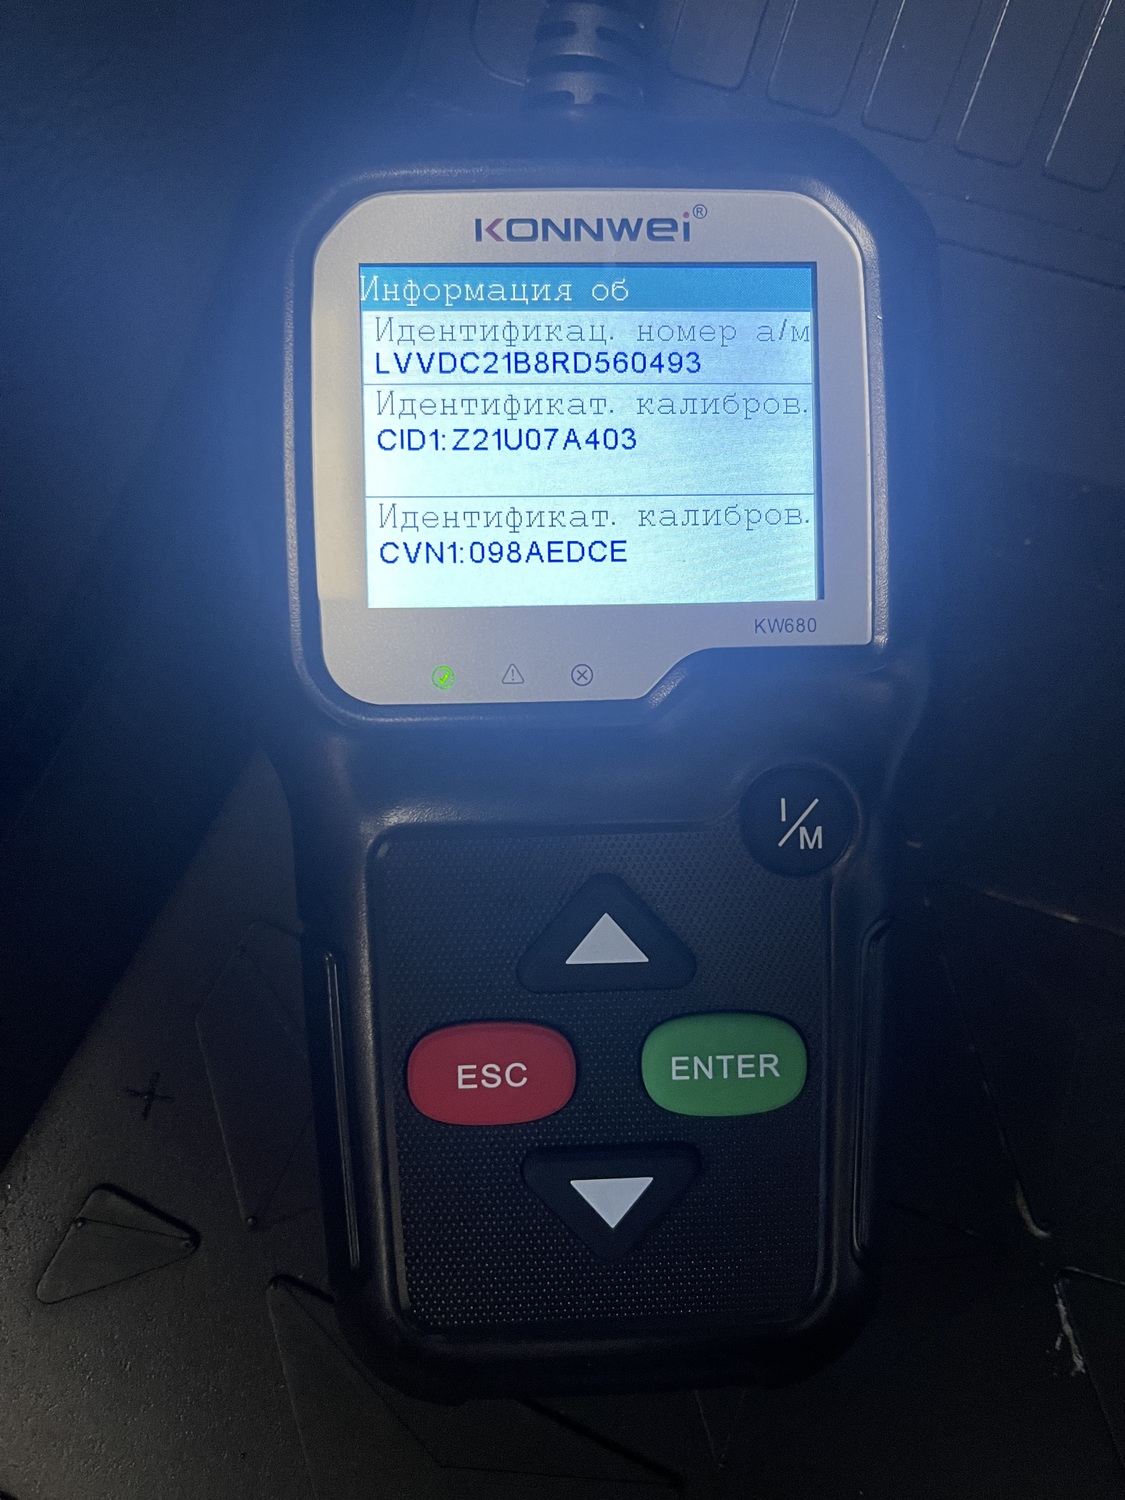 KONNWEI®
Информация об
Идентификац. номер а/м
LVVDC21B8RD560493
Идентификат. калибров.
CID1:Z21U07A403
Идентификат. калибров.
CVN1:098AEDCE
KW680
I/M
ESC
ENTER